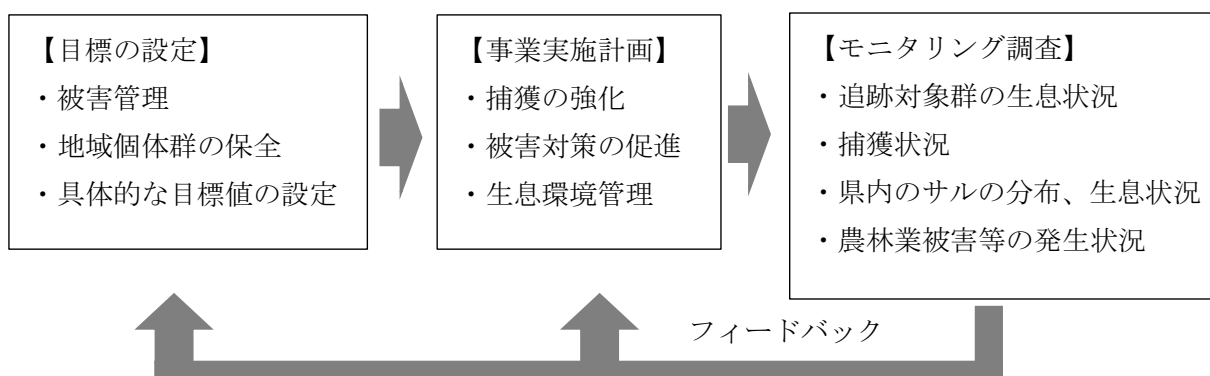 【目標の設定】
・被害管理
・地域個体群の保全
・具体的な目標値の設定
【事業実施計画】
・捕獲の強化
・被害対策の促進
・生息環境管理
【モニタリング調査】
・追跡対象群の生息状況
・捕獲状況
・県内のサルの分布、生息状況
・農林業被害等の発生状況
フィードバック